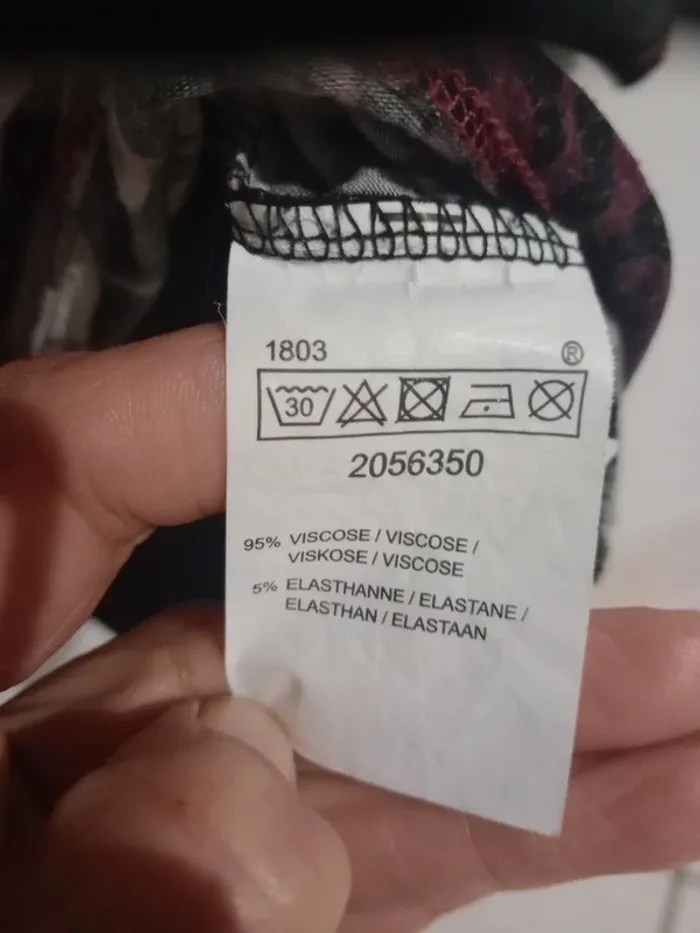 1803 ®
30
2056350
95% VISCOSE / VISCOSE /
VISKOSE / VISCOSE
5% ELASTHANNE / ELASTANE /
ELASTHAN / ELASTAAN